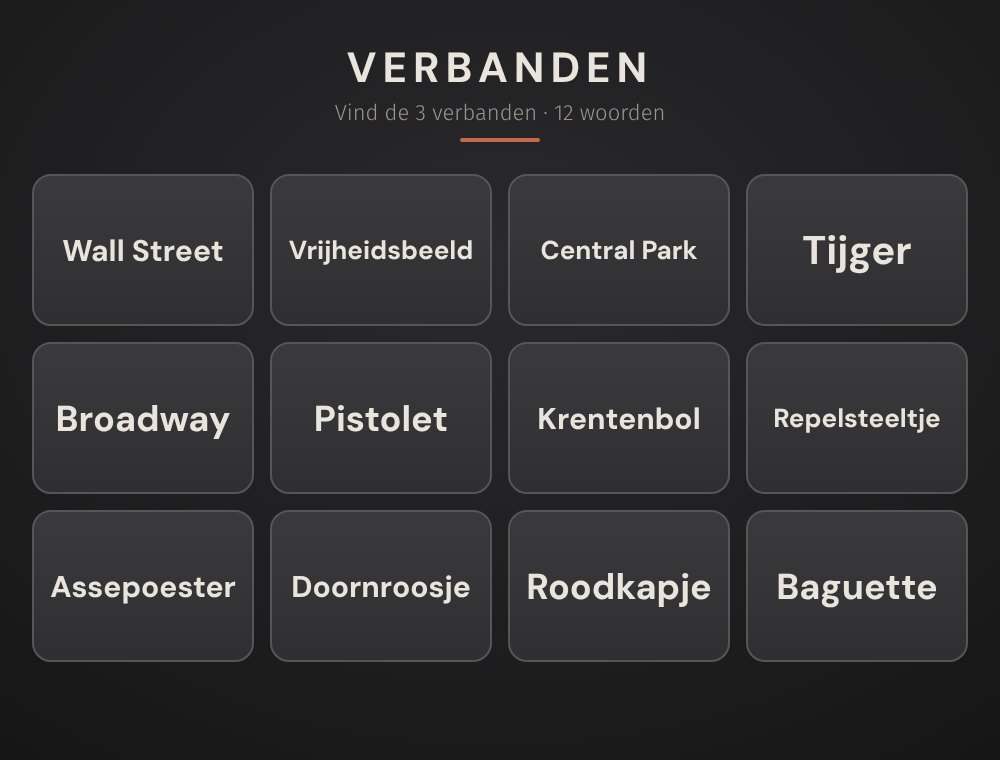 VERBANDEN
Vind de 3 verbanden · 12 woorden
Wall Street
Vrijheidsbeeld
Central Park
Tijger
Broadway
Pistolet
Krentenbol
Repelsteeltje
Assepoester
Doornroosje
Roodkapje
Baguette